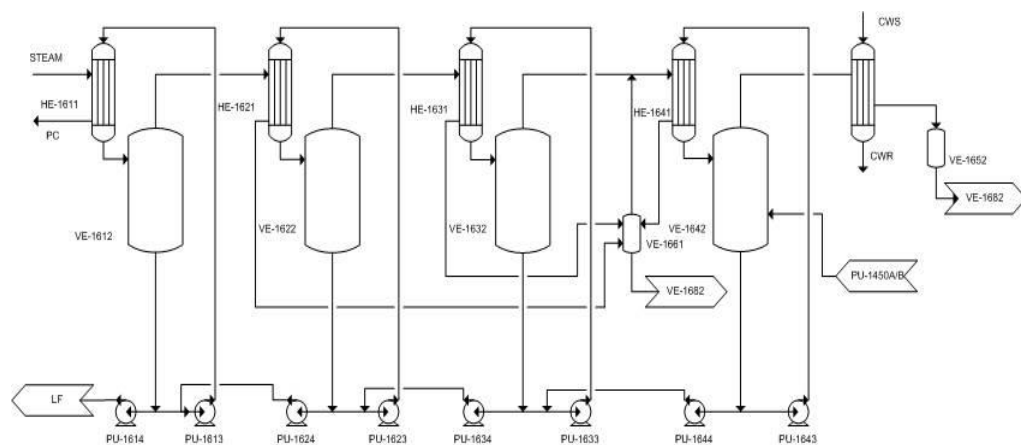 CWS
STEAM
HE-1611
HE-1621
HE-1631
HE-1641
PC
CWR
VE-1652
VE-1682
VE-1612
VE-1622
VE-1632
VE-1642
VE-1661
PU-1450A/B
VE-1682
LF
PU-1614
PU-1613
PU-1624
PU-1623
PU-1634
PU-1633
PU-1644
PU-1643